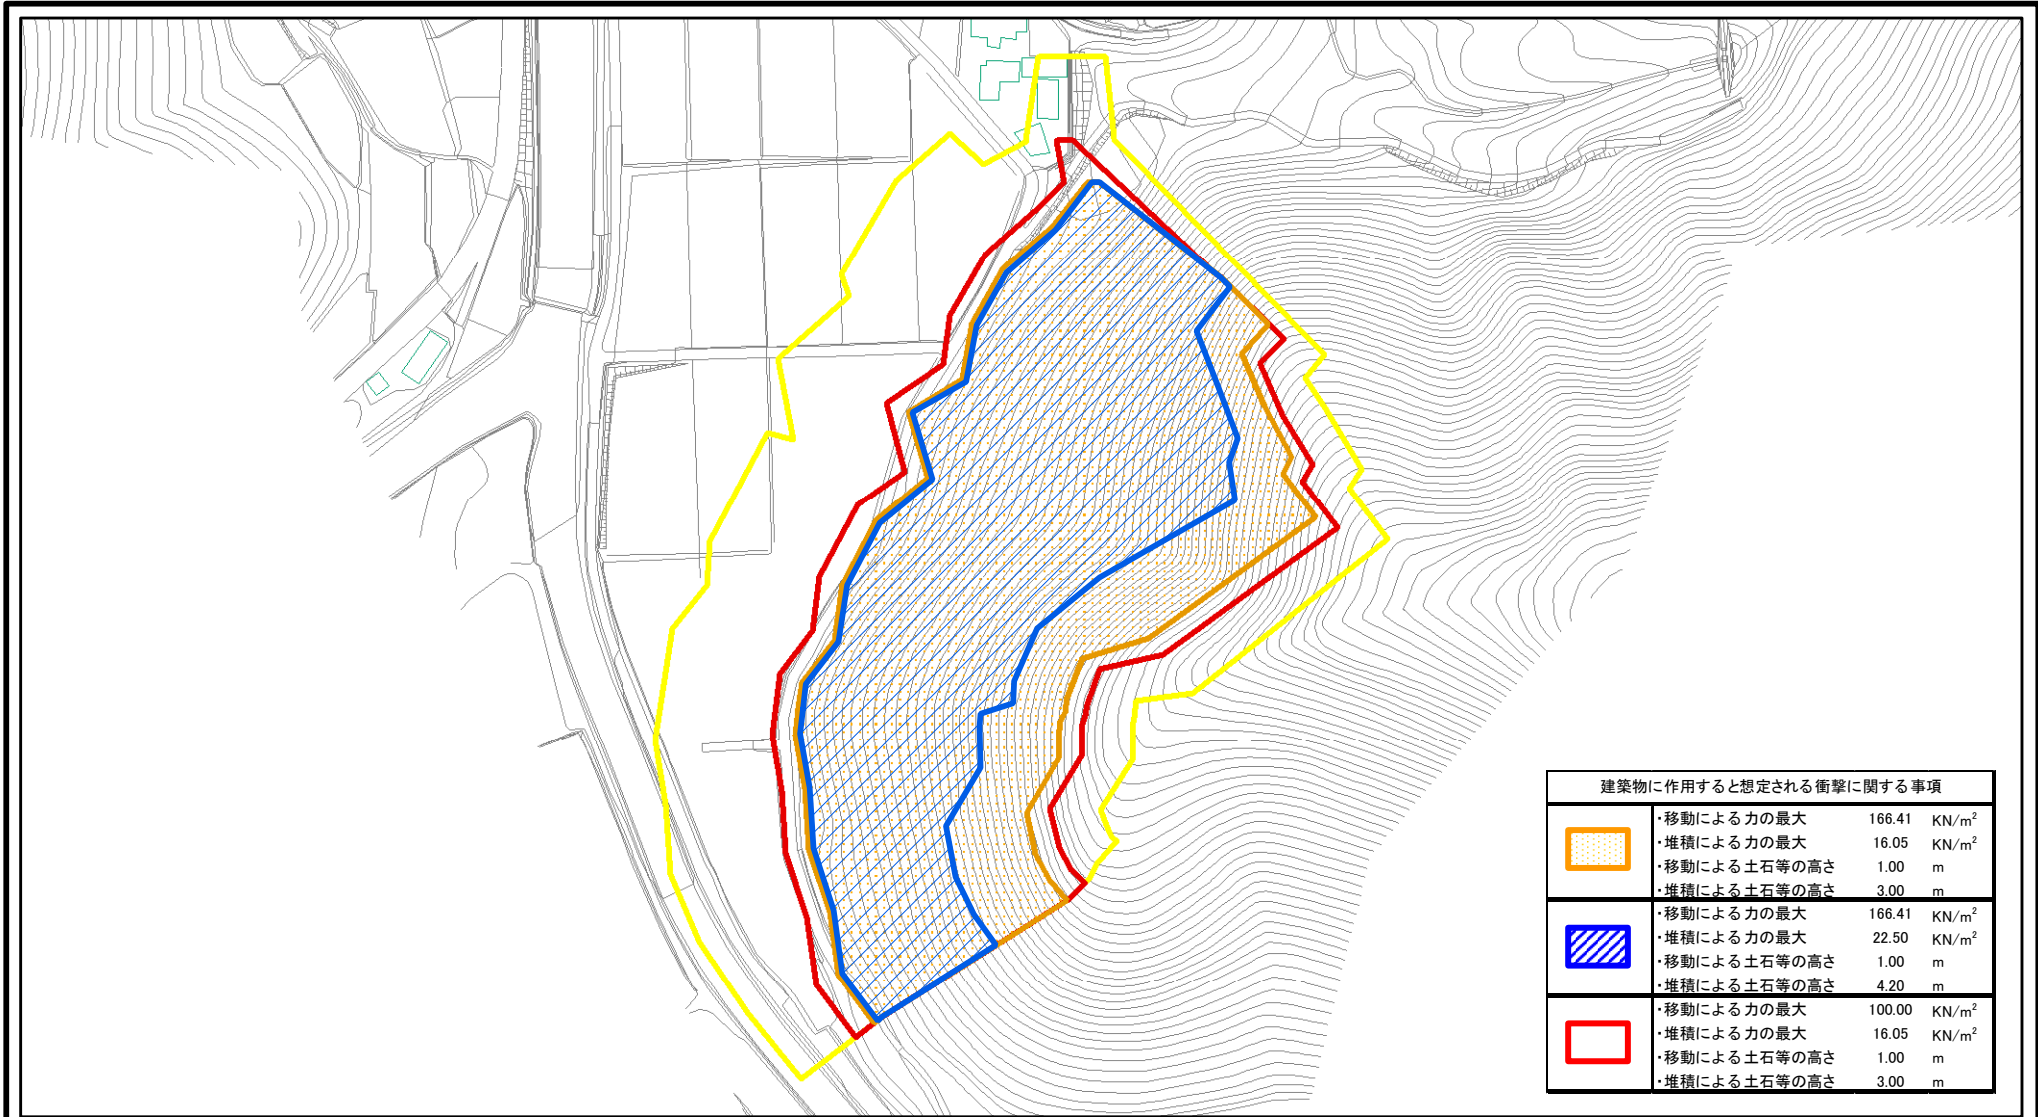 建築物に作用すると想定される衝撃に関する事項
・移動による力の最大 166.41 KN/m²
・堆積による力の最大 16.05 KN/m²
・移動による土石等の高さ 1.00 m
・堆積による土石等の高さ 3.00 m
・移動による力の最大 166.41 KN/m²
・堆積による力の最大 22.50 KN/m²
・移動による土石等の高さ 1.00 m
・堆積による土石等の高さ 4.20 m
・移動による力の最大 100.00 KN/m²
・堆積による力の最大 16.05 KN/m²
・移動による土石等の高さ 1.00 m
・堆積による土石等の高さ 3.00 m